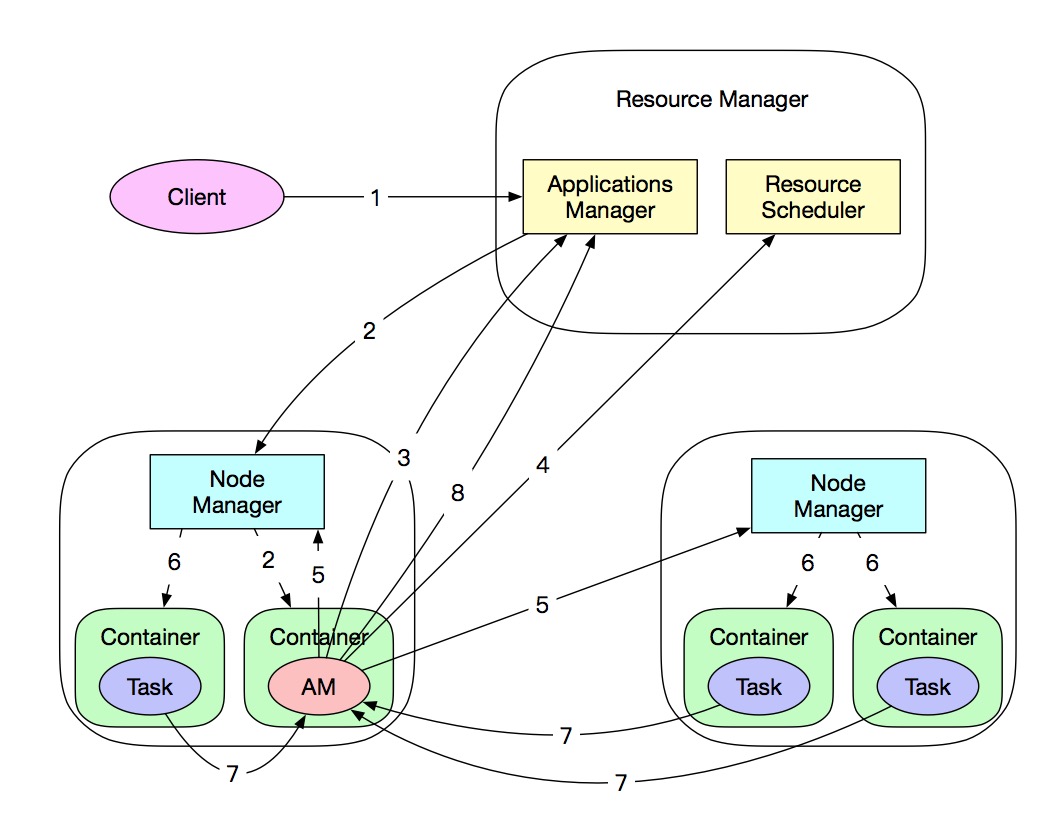 Resource Manager
Client
1
Applications
Manager
Resource
Scheduler
2
3
8
4
Node
Manager
Node
Manager
6
2
5
5
6
6
Container
Container
Container
Container
Task
AM
Task
Task
7
7
7